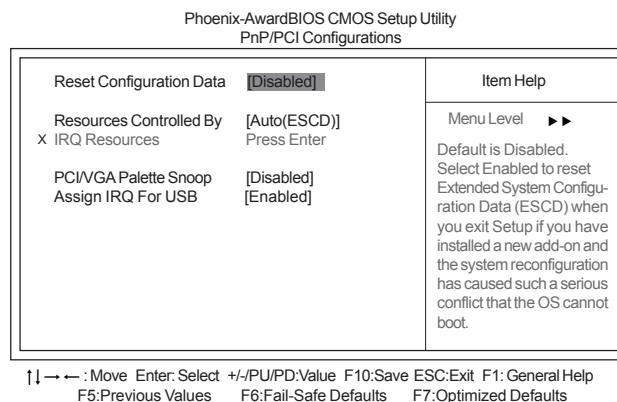 Phoenix-AwardBIOS CMOS Setup Utility
PnP/PCI Configurations
Reset Configuration Data [Disabled]
Resources Controlled By [Auto(ESCD)]
X IRQ Resources Press Enter
PCI/VGA Palette Snoop [Disabled]
Assign IRQ For USB [Enabled]
Item Help
Menu Level ►►
Default is Disabled.
Select Enabled to reset
Extended System Configu-
ration Data (ESCD) when
you exit Setup if you have
installed a new add-on and
the system reconfiguration
has caused such a serious
conflict that the OS cannot
boot.
↑↓→←: Move Enter: Select +/-/PU/PD:Value F10:Save ESC:Exit F1: General Help
F5:Previous Values F6:Fail-Safe Defaults F7:Optimized Defaults